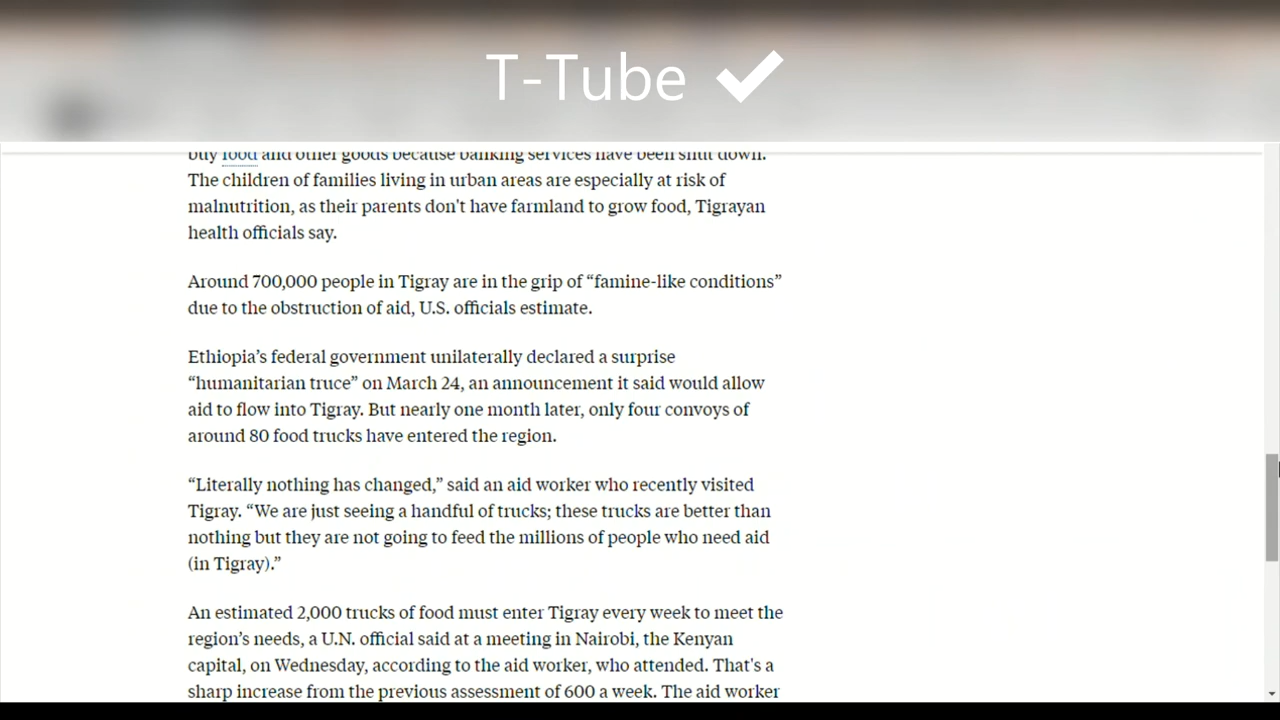 T-Tube
buy food and other goods because banking services have been shut down.
The children of families living in urban areas are especially at risk of
malnutrition, as their parents don't have farmland to grow food, Tigrayan
health officials say.
Around 700,000 people in Tigray are in the grip of “famine-like conditions”
due to the obstruction of aid, U.S. officials estimate.
Ethiopia’s federal government unilaterally declared a surprise
“humanitarian truce” on March 24, an announcement it said would allow
aid to flow into Tigray. But nearly one month later, only four convoys of
around 80 food trucks have entered the region.
“Literally nothing has changed,” said an aid worker who recently visited
Tigray. “We are just seeing a handful of trucks; these trucks are better than
nothing but they are not going to feed the millions of people who need aid
(in Tigray).”
An estimated 2,000 trucks of food must enter Tigray every week to meet the
region’s needs, a U.N. official said at a meeting in Nairobi, the Kenyan
capital, on Wednesday, according to the aid worker, who attended. That's a
sharp increase from the previous assessment of 600 a week. The aid worker